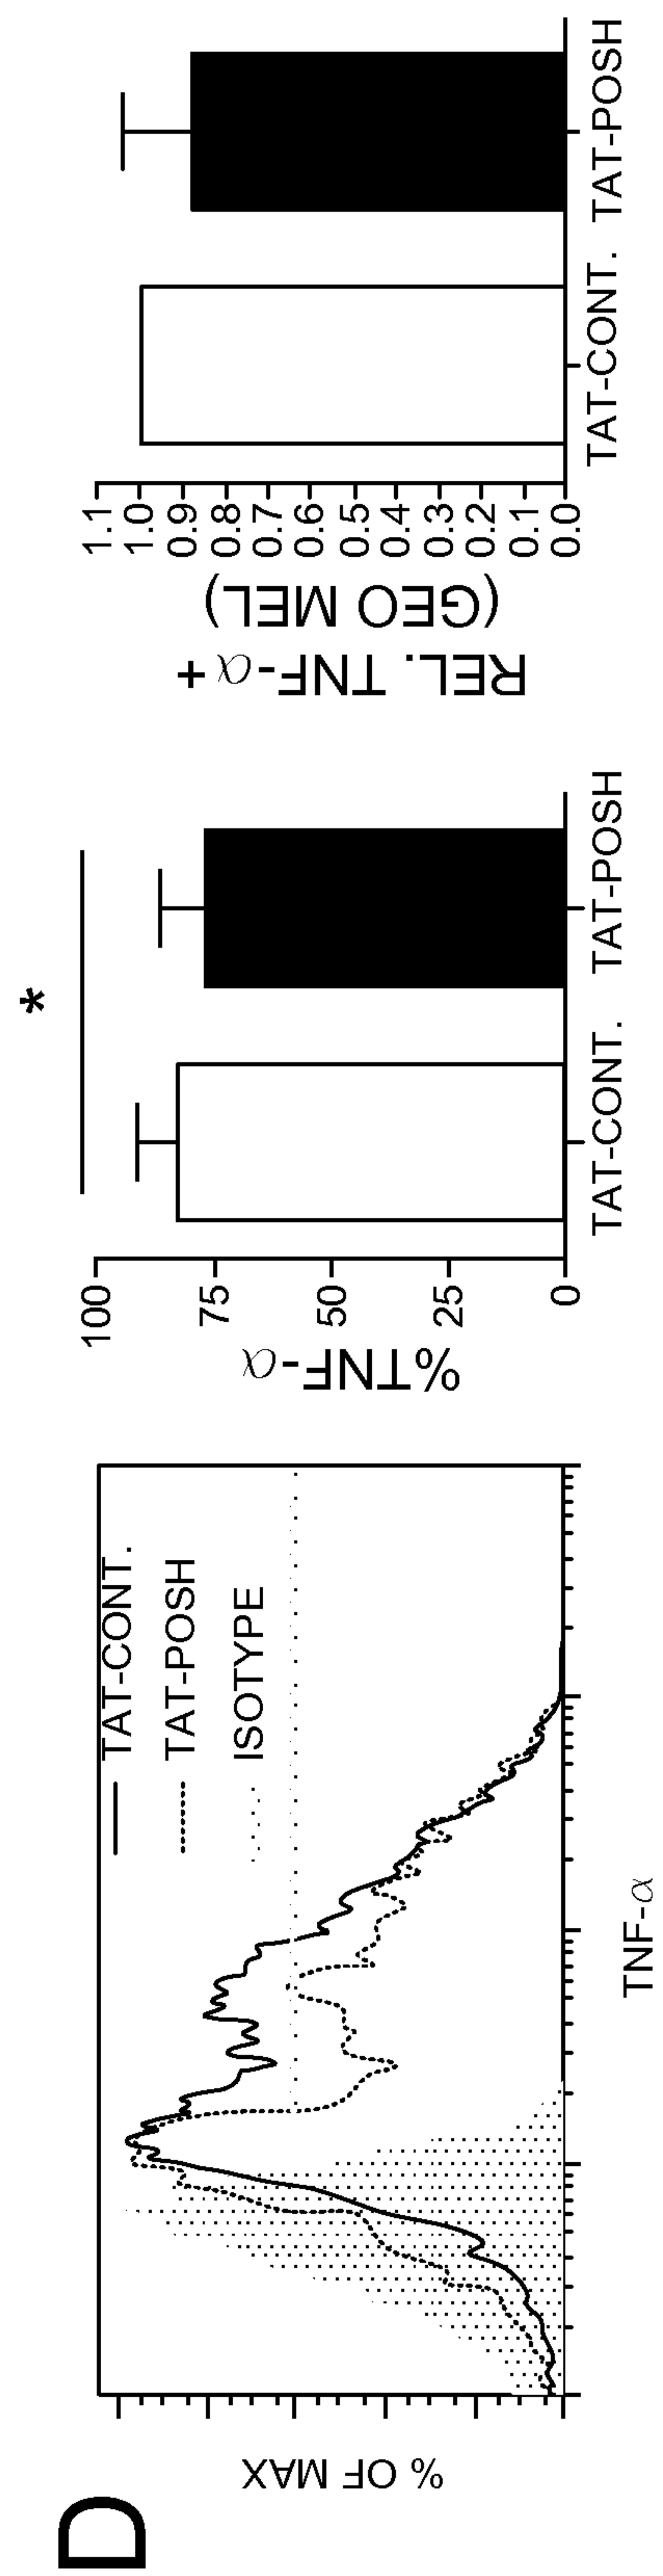 D
% OF MAX
TAT-CONT.
TAT-POSH
ISOTYPE
TNF-α
%TNF-α
100
75
50
25
0
*
TAT-CONT.
TAT-POSH
REL. TNF-α+
(GEO MEL)
1.1
1.0
0.9
0.8
0.7
0.6
0.5
0.4
0.3
0.2
0.1
0.0
TAT-CONT.
TAT-POSH